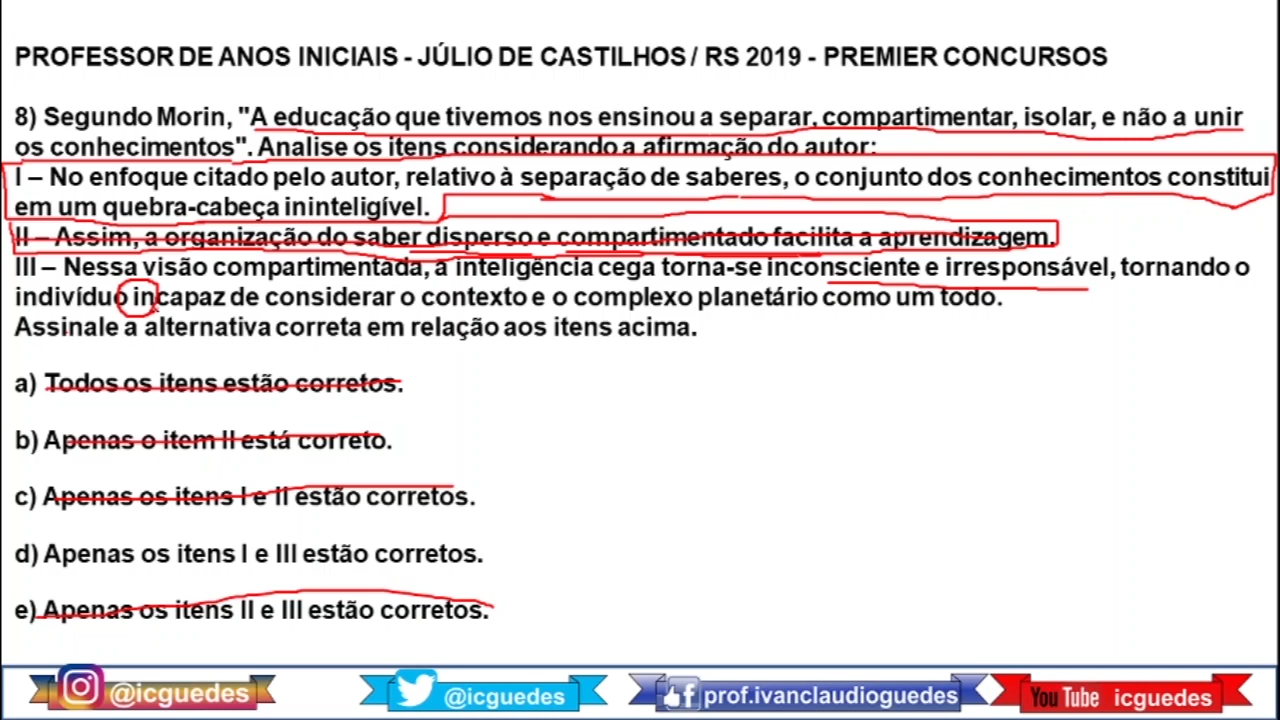 PROFESSOR DE ANOS INICIAIS - JÚLIO DE CASTILHOS / RS 2019 - PREMIER CONCURSOS
8) Segundo Morin, "A educação que tivemos nos ensinou a separar, compartimentar, isolar, e não a unir
os conhecimentos". Analise os itens considerando a afirmação do autor:
I – No enfoque citado pelo autor, relativo à separação de saberes, o conjunto dos conhecimentos constitui
em um quebra-cabeça ininteligível.
II – Assim, a organização do saber disperso e compartimentado facilita a aprendizagem.
III – Nessa visão compartimentada, a inteligência cega torna-se inconsciente e irresponsável, tornando o
indivíduo incapaz de considerar o contexto e o complexo planetário como um todo.
Assinale a alternativa correta em relação aos itens acima.
a) Todos os itens estão corretos.
b) Apenas o item II está correto.
c) Apenas os itens I e II estão corretos.
d) Apenas os itens I e III estão corretos.
e) Apenas os itens II e III estão corretos.
@icguedes @icguedes prof.ivanclaudioguedes You Tube icguedes